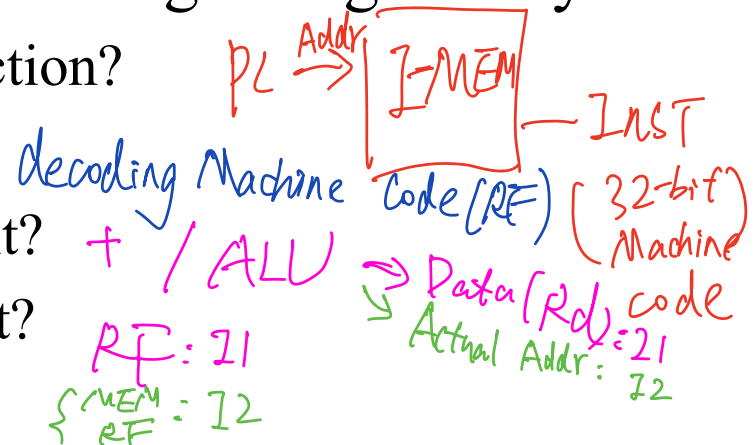 ction?
PC Addr I-MEM
INST
decoding Machine Code (RF) (32-bit Machine code)
t? + / ALU → Data (Rd) : I1
t?
Actual Addr : I2
RF : I1
{ MEM RF : I2